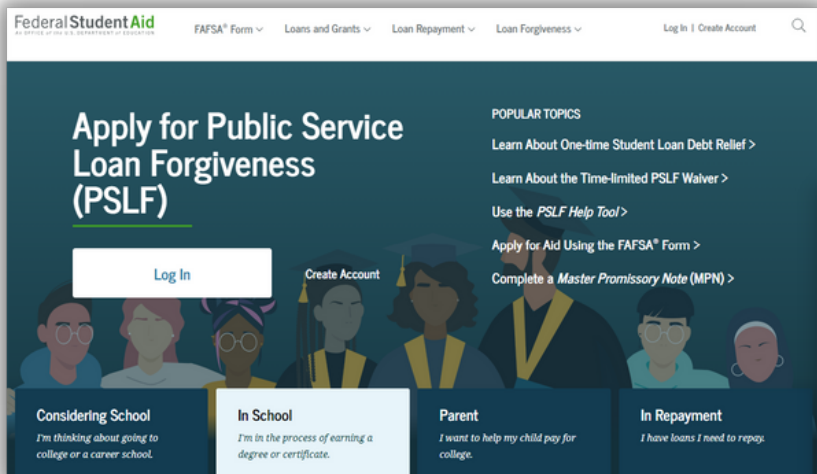 Federal Student Aid
AN OFFICE of the U.S. DEPARTMENT of EDUCATION
FAFSA® Form
Loans and Grants
Loan Repayment
Loan Forgiveness
Log In | Create Account
Apply for Public Service
Loan Forgiveness
(PSLF)
Log In
Create Account
POPULAR TOPICS
Learn About One-time Student Loan Debt Relief >
Learn About the Time-limited PSLF Waiver >
Use the PSLF Help Tool >
Apply for Aid Using the FAFSA® Form >
Complete a Master Promissory Note (MPN) >
Considering School
I'm thinking about going to
college or a career school.
In School
I'm in the process of earning a
degree or certificate.
Parent
I want to help my child pay for
college.
In Repayment
I have loans I need to repay.